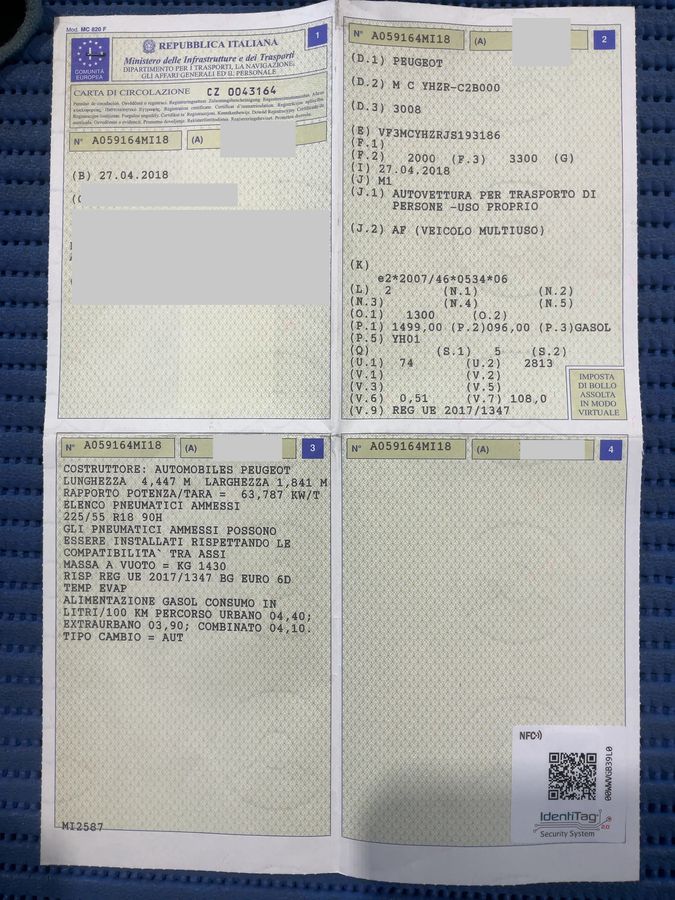 Mod. MC 820 F
1
COMUNITÀ
EUROPEA
REPUBBLICA ITALIANA
Ministero delle Infrastrutture e dei Trasporti
DIPARTIMENTO PER I TRASPORTI, LA NAVIGAZIONE,
GLI AFFARI GENERALI ED IL PERSONALE
CARTA DI CIRCOLAZIONE CZ 0043164
N° A059164MI18 (A)
(B) 27.04.2018
N° A059164MI18 (A) 2
(D.1) PEUGEOT
(D.2) M C YHZR-C2B000
(D.3) 3008
(E) VF3MCYHZRJS193186
(F.1)
(F.2) 2000 (F.3) 3300 (G)
(I) 27.04.2018
(J) M1
(J.1) AUTOVETTURA PER TRASPORTO DI
PERSONE -USO PROPRIO
(J.2) AF (VEICOLO MULTIUSO)
(K)
e2*2007/46*0534*06
(L) 2 (N.1) (N.2)
(N.3) (N.4) (N.5)
(O.1) 1300 (O.2)
(P.1) 1499,00 (P.2)096,00 (P.3)GASOL
(P.5) YH01
(Q) (S.1) 5 (S.2)
(U.1) 74 (U.2) 2813
(V.1) (V.2)
(V.3) (V.5)
(V.6) 0,51 (V.7) 108,0
(V.9) REG UE 2017/1347
IMPOSTA
DI BOLLO
ASSOLTA
IN MODO
VIRTUALE
N° A059164MI18 (A) 3
COSTRUTTORE: AUTOMOBILES PEUGEOT
LUNGHEZZA 4,447 M LARGHEZZA 1,841 M
RAPPORTO POTENZA/TARA = 63,787 KW/T
ELENCO PNEUMATICI AMMESSI
225/55 R18 90H
GLI PNEUMATICI AMMESSI POSSONO
ESSERE INSTALLATI RISPETTANDO LE
COMPATIBILITA` TRA ASSI
MASSA A VUOTO = KG 1430
RISP REG UE 2017/1347 BG EURO 6D
TEMP EVAP
ALIMENTAZIONE GASOL CONSUMO IN
LITRI/100 KM PERCORSO URBANO 04,40;
EXTRAURBANO 03,90; COMBINATO 04,10.
TIPO CAMBIO = AUT
MI2587
N° A059164MI18 (A) 4
NFC
00WWVGB39L0
IdentiTag
2.0
Security System